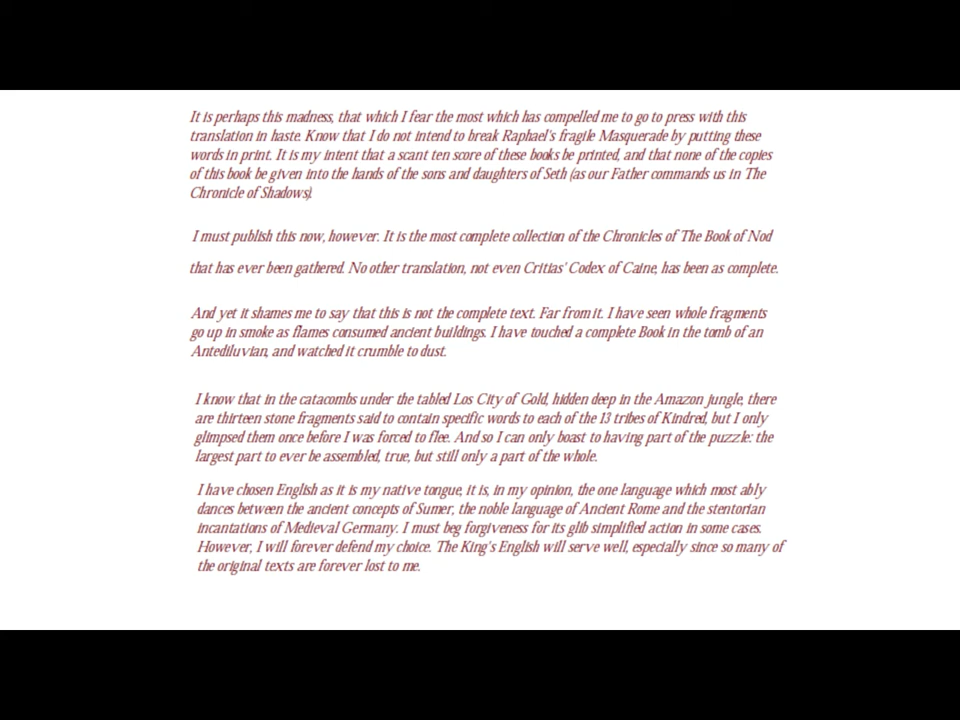 It is perhaps this madness, that which I fear the most which has compelled me to go to press with this
translation in haste. Know that I do not intend to break Raphael's fragile Masquerade by putting these
words in print. It is my intent that a scant ten score of these books be printed, and that none of the copies
of this book be given into the hands of the sons and daughters of Seth (as our Father commands us in The
Chronicle of Shadows).
I must publish this now, however. It is the most complete collection of the Chronicles of The Book of Nod
that has ever been gathered. No other translation, not even Critias' Codex of Caine, has been as complete.
And yet it shames me to say that this is not the complete text. Far from it. I have seen whole fragments
go up in smoke as flames consumed ancient buildings. I have touched a complete Book in the tomb of an
Antediluvian, and watched it crumble to dust.
I know that in the catacombs under the tabled Los City of Gold, hidden deep in the Amazon jungle, there
are thirteen stone fragments said to contain specific words to each of the 13 tribes of Kindred, but I only
glimpsed them once before I was forced to flee. And so I can only boast to having part of the puzzle: the
largest part to ever be assembled, true, but still only a part of the whole.
I have chosen English as it is my native tongue, it is, in my opinion, the one language which most ably
dances between the ancient concepts of Sumer, the noble language of Ancient Rome and the stentorian
incantations of Medieval Germany. I must beg forgiveness for its glib simplified action in some cases.
However, I will forever defend my choice. The King's English will serve well, especially since so many of
the original texts are forever lost to me.